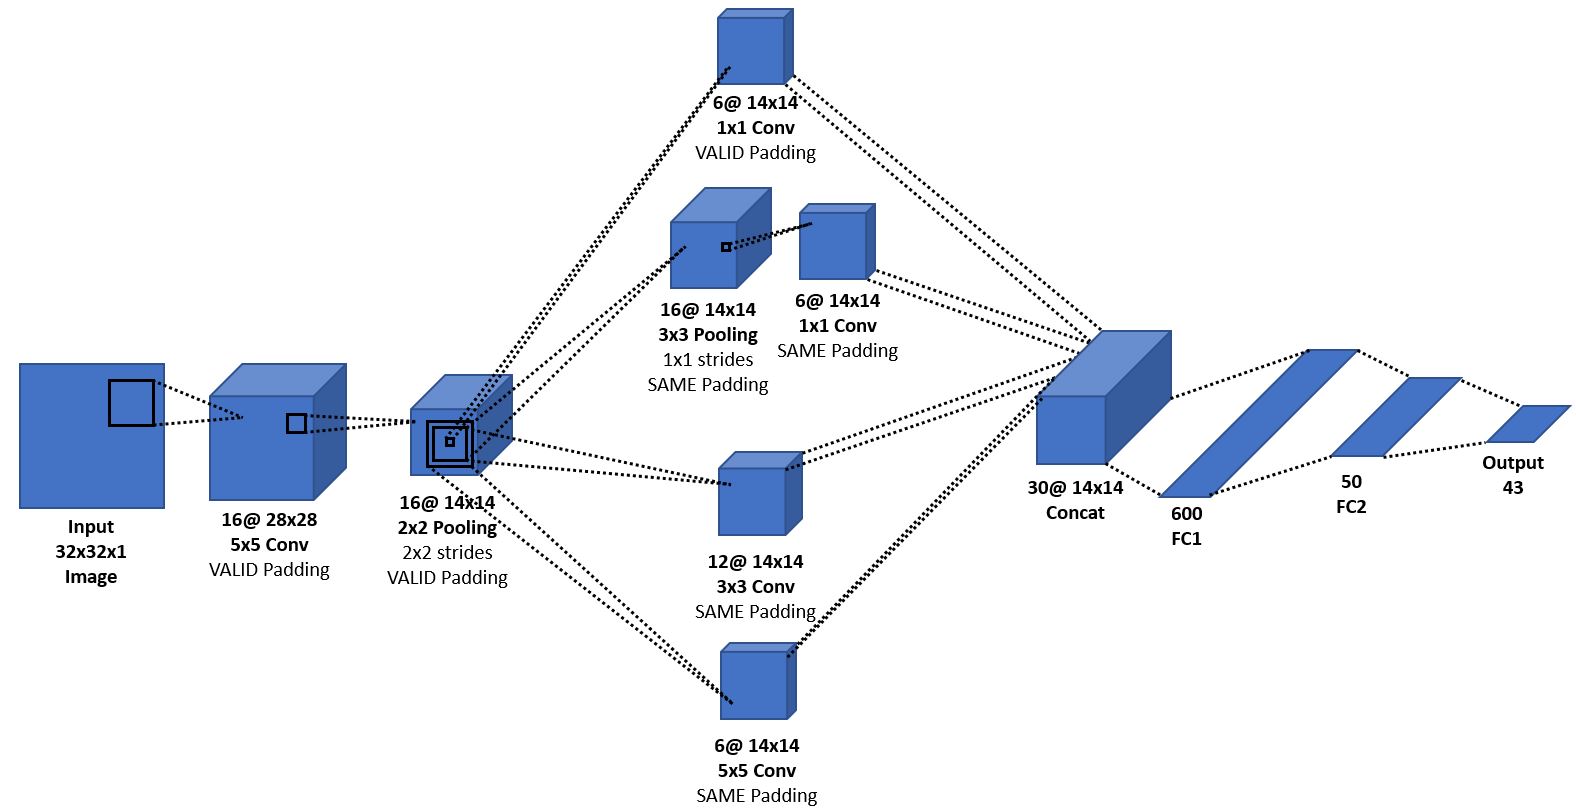 6@ 14x14
1x1 Conv
VALID Padding
16@ 14x14
3x3 Pooling
1x1 strides
SAME Padding
6@ 14x14
1x1 Conv
SAME Padding
Input
32x32x1
Image
16@ 28x28
5x5 Conv
VALID Padding
16@ 14x14
2x2 Pooling
2x2 strides
VALID Padding
12@ 14x14
3x3 Conv
SAME Padding
6@ 14x14
5x5 Conv
SAME Padding
30@ 14x14
Concat
600
FC1
50
FC2
Output
43